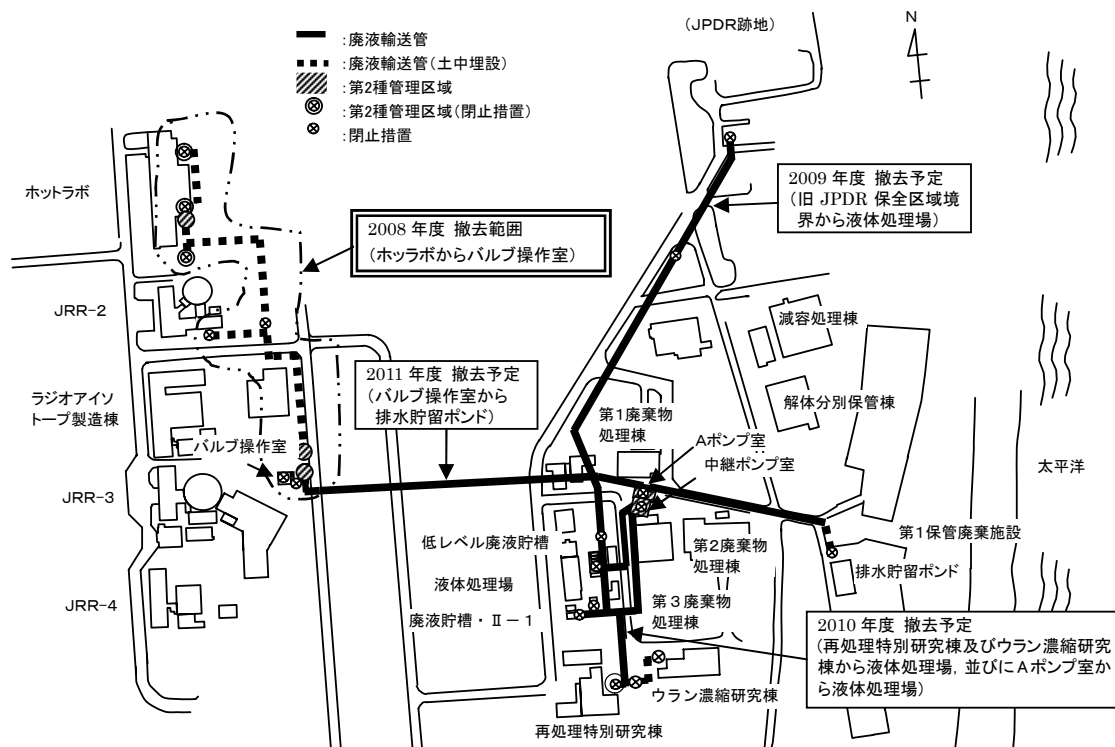 (JPDR跡地)
N
:廃液輸送管
:廃液輸送管(土中埋設)
:第2種管理区域
:第2種管理区域(閉止措置)
:閉止措置
ホットラボ
2008 年度 撤去範囲
(ホッラボからバルブ操作室)
2009 年度 撤去予定
(旧 JPDR 保全区域境
界から液体処理場)
JRR-2
減容処理棟
2011 年度 撤去予定
(バルブ操作室から
排水貯留ポンド)
ラジオアイソ
トープ製造棟
解体分別保管棟
第1廃棄物
処理棟
Aポンプ室
中継ポンプ室
バルブ操作室
太平洋
JRR-3
第1保管廃棄施設
低レベル廃液貯槽
第2廃棄物
処理棟
排水貯留ポンド
液体処理場
JRR-4
廃液貯槽・Ⅱ-1
第3廃棄物
処理棟
2010 年度 撤去予定
(再処理特別研究棟及びウラン濃縮研究
棟から液体処理場, 並びにAポンプ室か
ら液体処理場)
ウラン濃縮研究棟
再処理特別研究棟